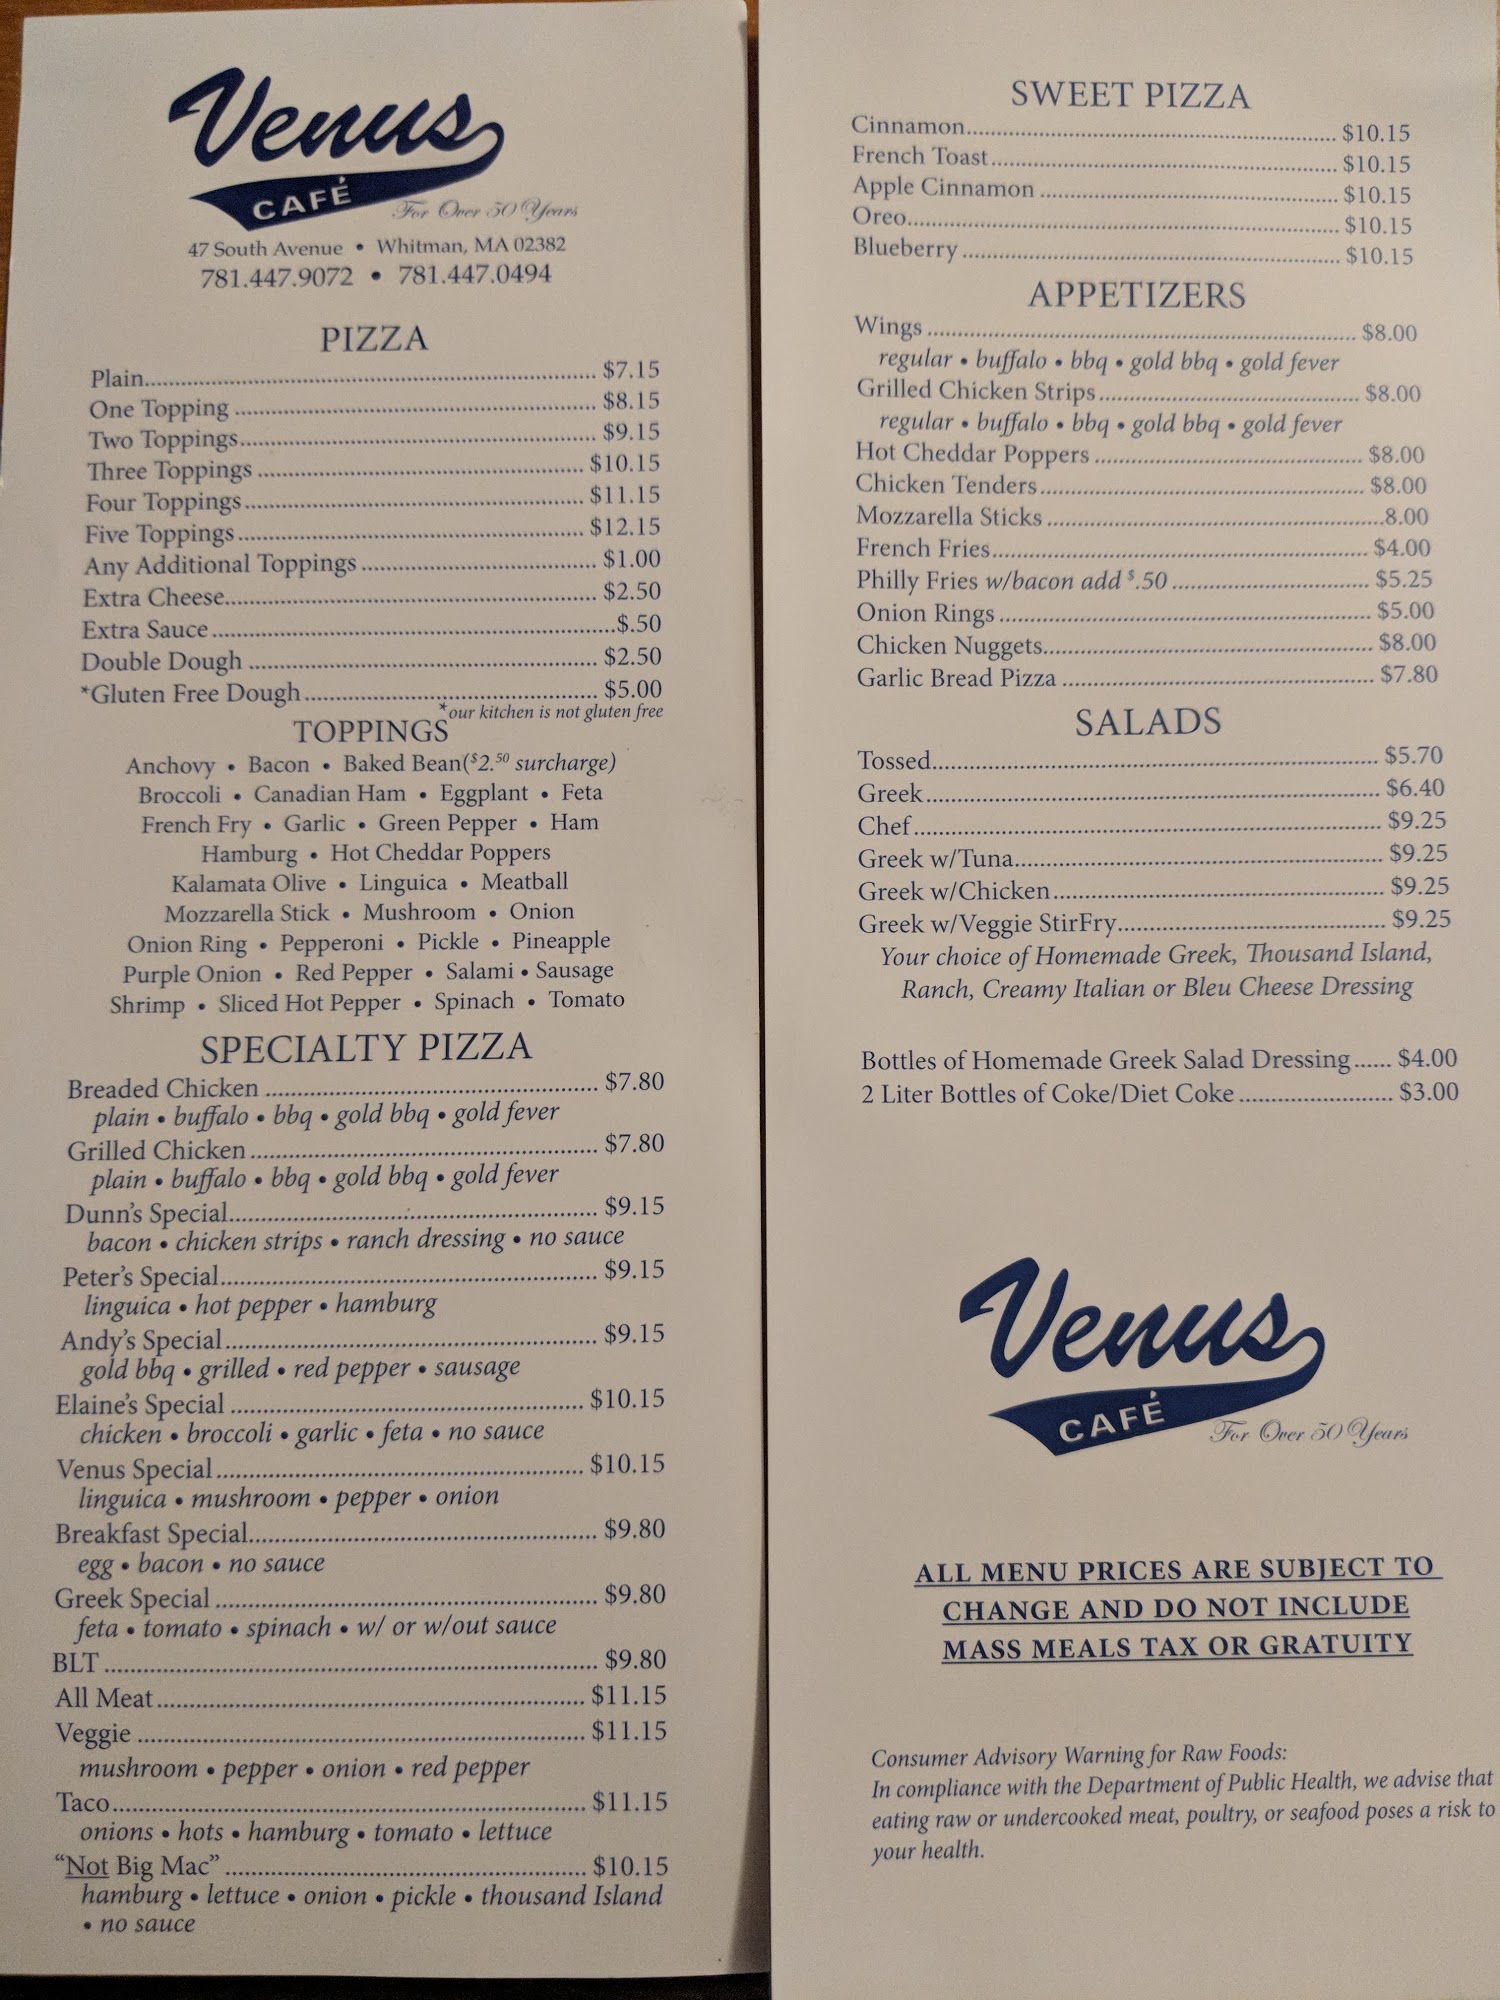 Venus
CAFÉ
For Over 50 Years
47 South Avenue • Whitman, MA 02382
781.447.9072 • 781.447.0494
PIZZA
Plain.......... $7.15
One Topping .......... $8.15
Two Toppings.......... $9.15
Three Toppings .......... $10.15
Four Toppings.......... $11.15
Five Toppings.......... $12.15
Any Additional Toppings .......... $1.00
Extra Cheese.......... $2.50
Extra Sauce..........$.50
Double Dough .......... $2.50
*Gluten Free Dough.......... $5.00
*our kitchen is not gluten free
TOPPINGS
Anchovy • Bacon • Baked Bean($2.50 surcharge)
Broccoli • Canadian Ham • Eggplant • Feta
French Fry • Garlic • Green Pepper • Ham
Hamburg • Hot Cheddar Poppers
Kalamata Olive • Linguica • Meatball
Mozzarella Stick • Mushroom • Onion
Onion Ring • Pepperoni • Pickle • Pineapple
Purple Onion • Red Pepper • Salami • Sausage
Shrimp • Sliced Hot Pepper • Spinach • Tomato
SPECIALTY PIZZA
Breaded Chicken .......... $7.80
plain • buffalo • bbq • gold bbq • gold fever
Grilled Chicken.......... $7.80
plain • buffalo • bbq • gold bbq • gold fever
Dunn's Special.......... $9.15
bacon • chicken strips • ranch dressing • no sauce
Peter's Special.......... $9.15
linguica • hot pepper • hamburg
Andy's Special.......... $9.15
gold bbq • grilled • red pepper • sausage
Elaine's Special .......... $10.15
chicken • broccoli • garlic • feta • no sauce
Venus Special.......... $10.15
linguica • mushroom • pepper • onion
Breakfast Special.......... $9.80
egg • bacon • no sauce
Greek Special .......... $9.80
feta • tomato • spinach • w/ or w/out sauce
BLT .......... $9.80
All Meat.......... $11.15
Veggie .......... $11.15
mushroom • pepper • onion • red pepper
Taco.......... $11.15
onions • hots • hamburg • tomato • lettuce
“Not Big Mac” .......... $10.15
hamburg • lettuce • onion • pickle • thousand Island
• no sauce
SWEET PIZZA
Cinnamon.......... $10.15
French Toast.......... $10.15
Apple Cinnamon .......... $10.15
Oreo.......... $10.15
Blueberry .......... $10.15
APPETIZERS
Wings .......... $8.00
regular • buffalo • bbq • gold bbq • gold fever
Grilled Chicken Strips.......... $8.00
regular • buffalo • bbq • gold bbq • gold fever
Hot Cheddar Poppers .......... $8.00
Chicken Tenders.......... $8.00
Mozzarella Sticks ..........8.00
French Fries.......... $4.00
Philly Fries w/bacon add $.50 .......... $5.25
Onion Rings .......... $5.00
Chicken Nuggets.......... $8.00
Garlic Bread Pizza .......... $7.80
SALADS
Tossed.......... $5.70
Greek.......... $6.40
Chef.......... $9.25
Greek w/Tuna.......... $9.25
Greek w/Chicken.......... $9.25
Greek w/Veggie StirFry.......... $9.25
Your choice of Homemade Greek, Thousand Island,
Ranch, Creamy Italian or Bleu Cheese Dressing
Bottles of Homemade Greek Salad Dressing...... $4.00
2 Liter Bottles of Coke/Diet Coke.......... $3.00
Venus
CAFÉ
For Over 50 Years
ALL MENU PRICES ARE SUBJECT TO
CHANGE AND DO NOT INCLUDE
MASS MEALS TAX OR GRATUITY
Consumer Advisory Warning for Raw Foods:
In compliance with the Department of Public Health, we advise that
eating raw or undercooked meat, poultry, or seafood poses a risk to
your health.